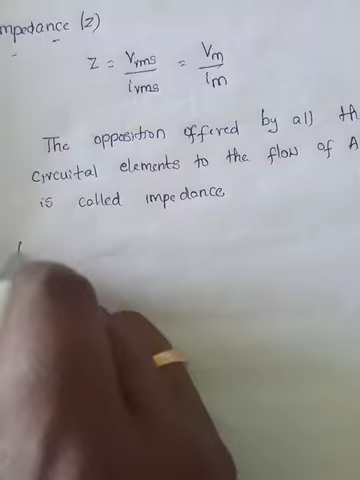 mpedance (z)
Z = Vrms/irms = Vm/im
The opposition offered by all th
circuital elements to the flow of A
is called impedance